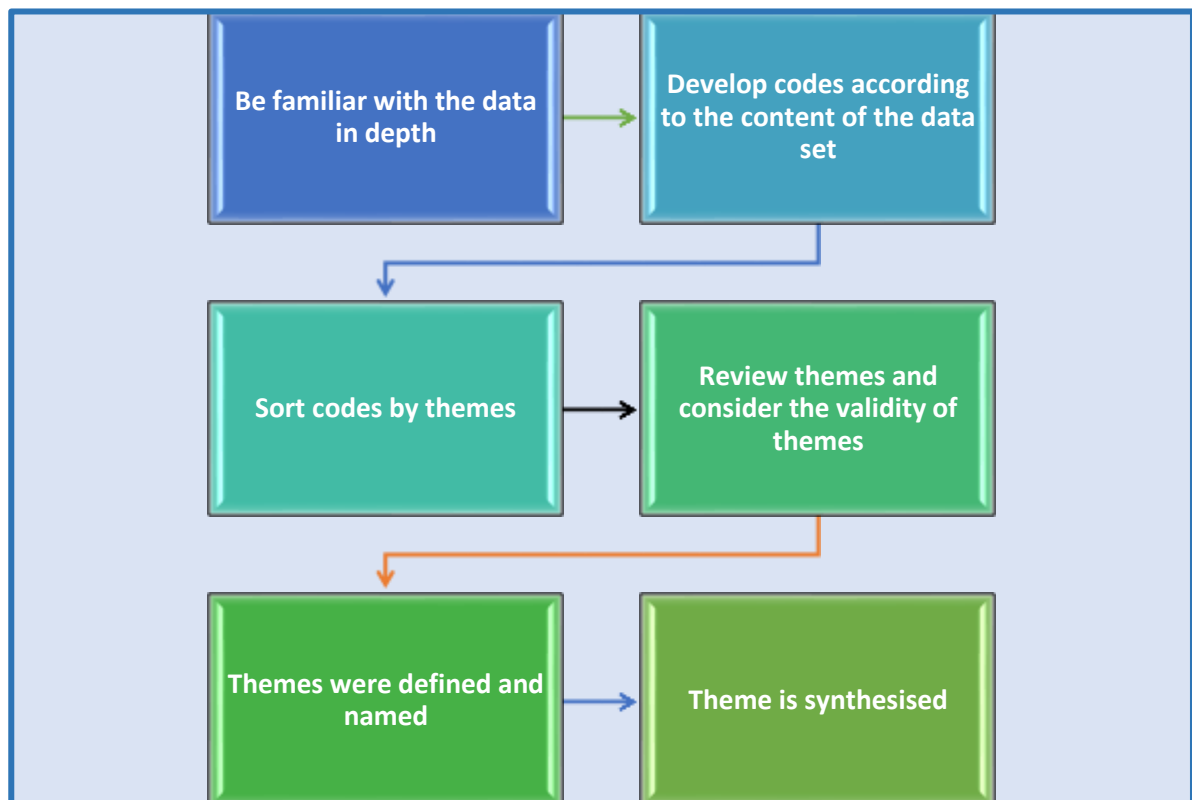 Be familiar with the data
in depth
Develop codes according
to the content of the data
set
Sort codes by themes
Review themes and
consider the validity of
themes
Themes were defined and
named
Theme is synthesised